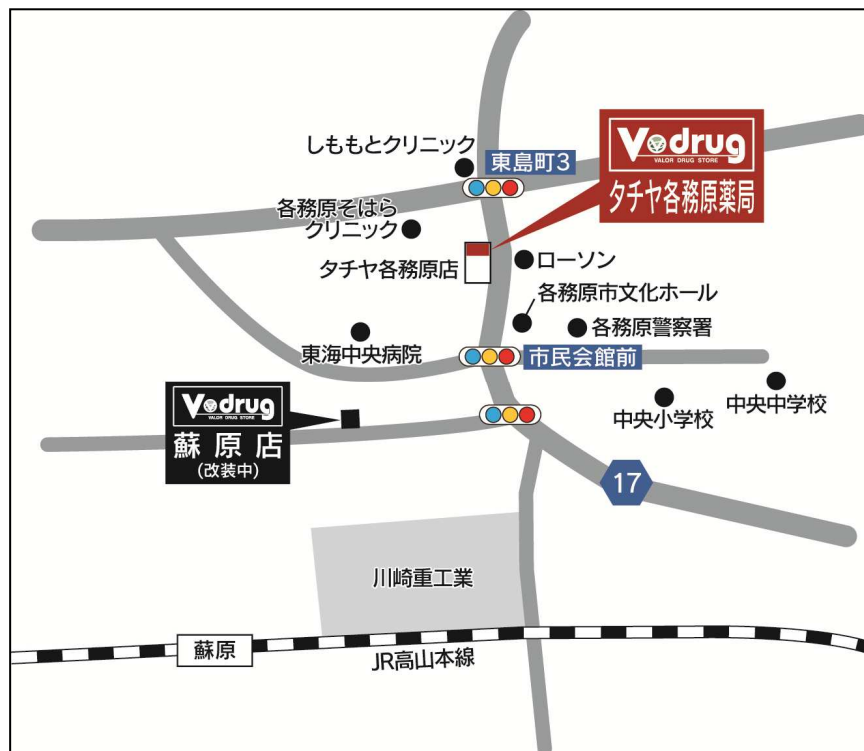 しももとクリニック
東島町3
V drug
VALOR DRUG STORE
タチヤ各務原薬局
各務原そはら
クリニック
タチヤ各務原店
ローソン
各務原市文化ホール
各務原警察署
東海中央病院
市民会館前
中央小学校
中央中学校
V drug
VALOR DRUG STORE
蘇原店
(改装中)
17
川崎重工業
蘇原
JR高山本線